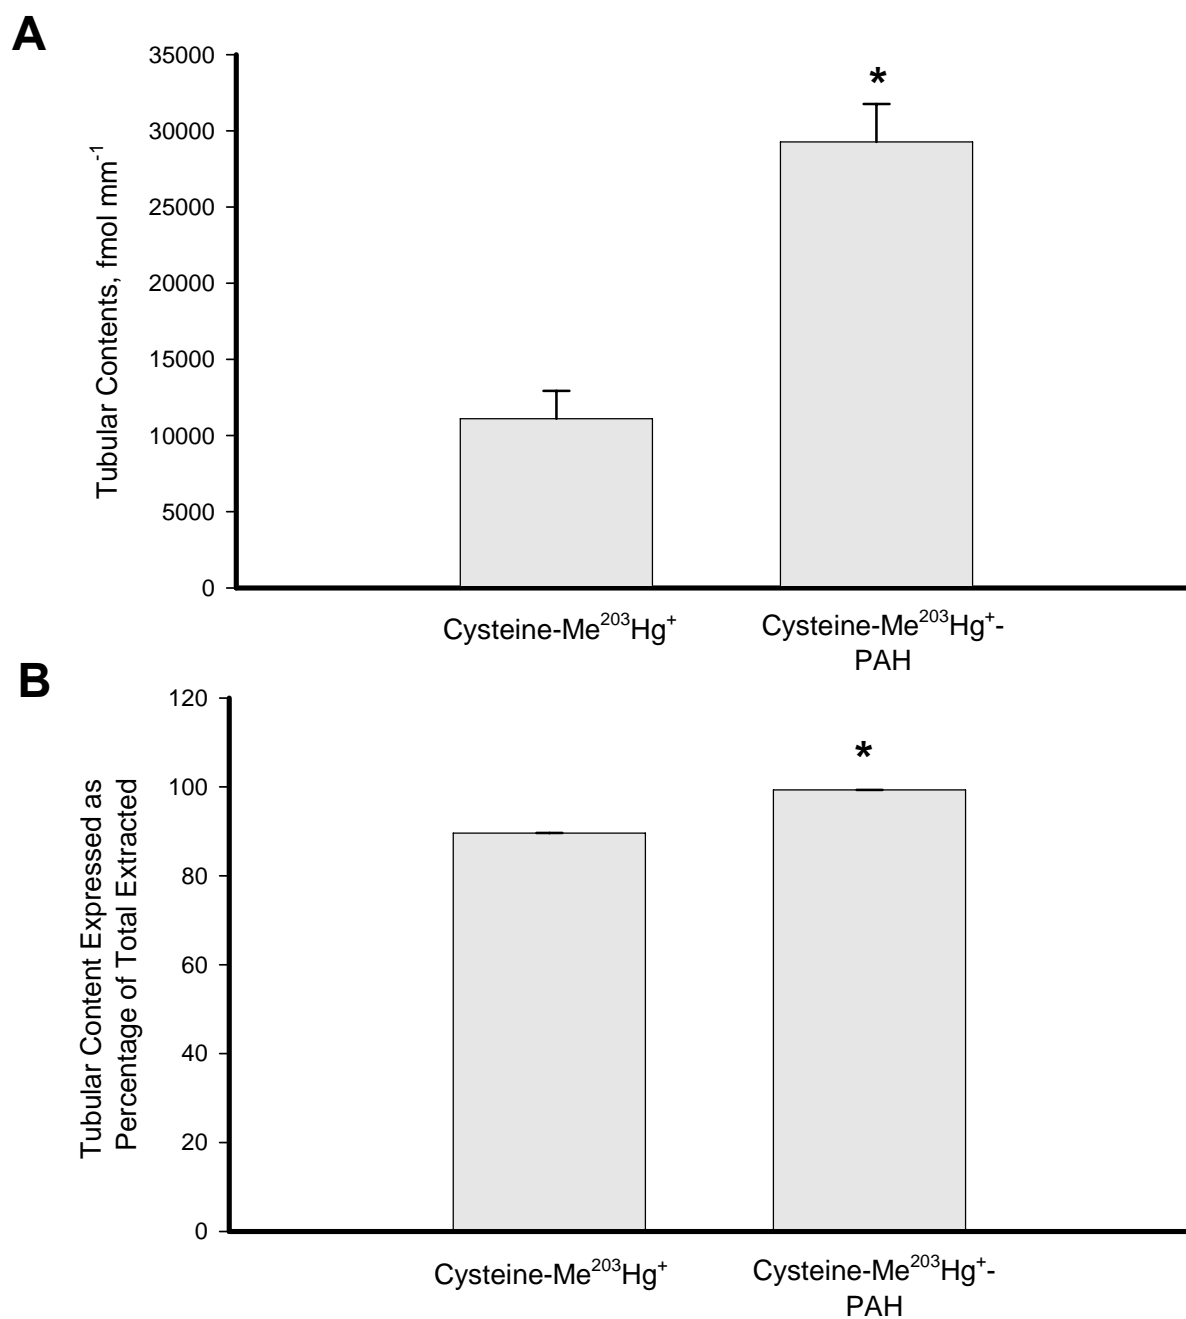 A
35000
30000
25000
20000
15000
10000
5000
0
Tubular Contents, fmol mm⁻¹
*
Cysteine-Me²⁰³Hg⁺
Cysteine-Me²⁰³Hg⁺-
PAH
B
120
100
80
60
40
20
0
Tubular Content Expressed as
Percentage of Total Extracted
*
Cysteine-Me²⁰³Hg⁺
Cysteine-Me²⁰³Hg⁺-
PAH